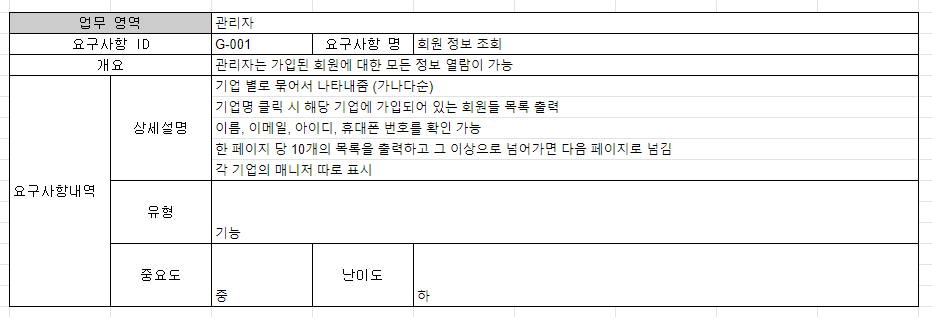 업무 영역 관리자
요구사항 ID G-001 요구사항 명 회원 정보 조회
개요 관리자는 가입된 회원에 대한 모든 정보 열람이 가능
요구사항내역 상세설명 기업 별로 묶어서 나타내줌 (가나다순)
기업명 클릭 시 해당 기업에 가입되어 있는 회원들 목록 출력
이름, 이메일, 아이디, 휴대폰 번호를 확인 가능
한 페이지 당 10개의 목록을 출력하고 그 이상으로 넘어가면 다음 페이지로 넘김
각 기업의 매니저 따로 표시
유형 기능
중요도 중 난이도 하